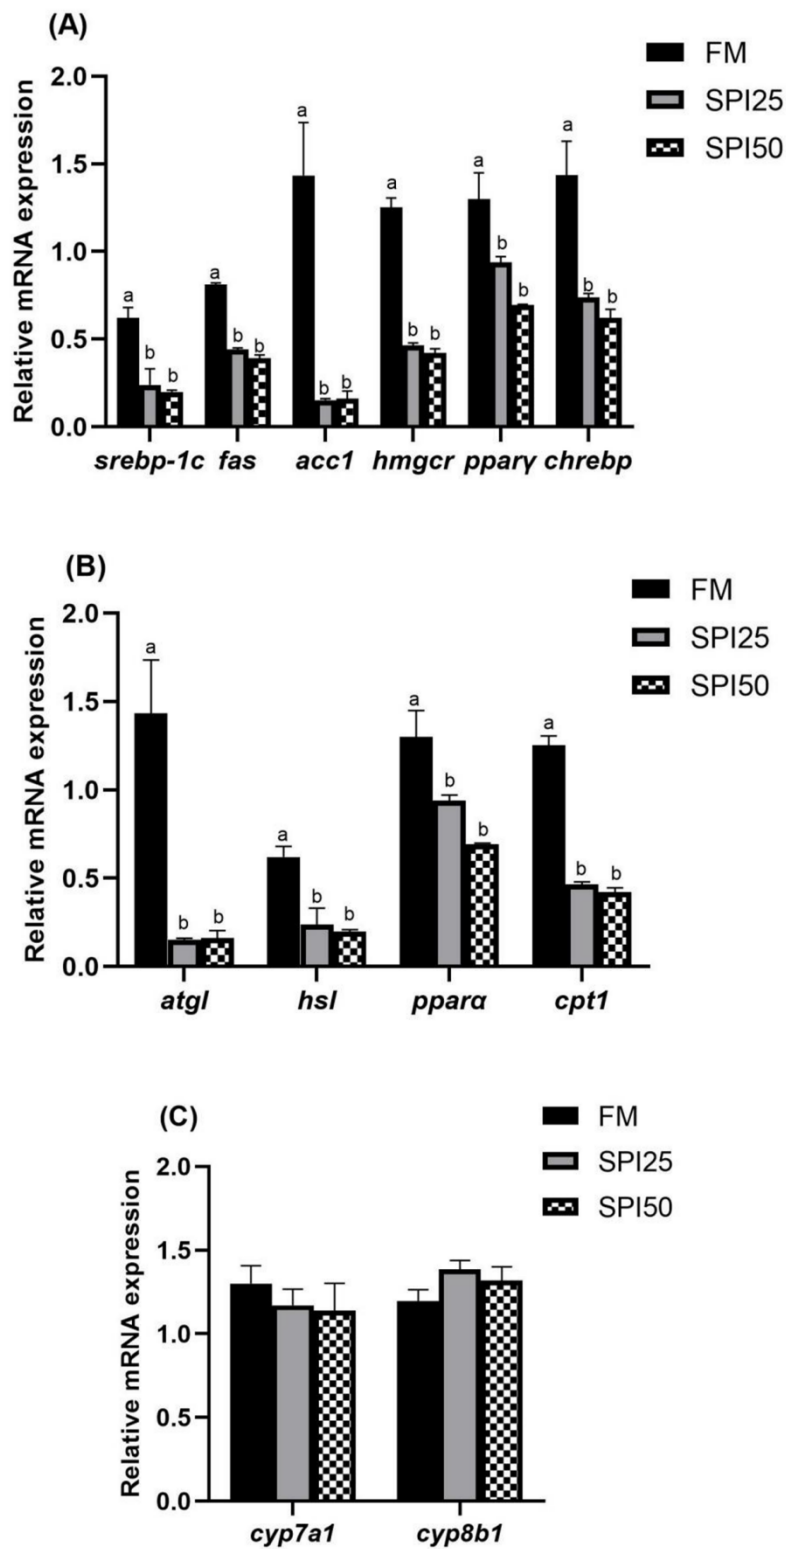 (A)
FM
SPI25
SPI50
Relative mRNA expression
2.0
1.5
1.0
0.5
0.0
a b b a b b a b b a b b a b b a b b
srebp-1c fas acc1 hmgcr pparγ chrebp
(B)
FM
SPI25
SPI50
Relative mRNA expression
2.0
1.5
1.0
0.5
0.0
a b b a b b a b b a b b
atgl hsl pparα cpt1
(C)
FM
SPI25
SPI50
Relative mRNA expression
2.0
1.5
1.0
0.5
0.0
cyp7a1 cyp8b1